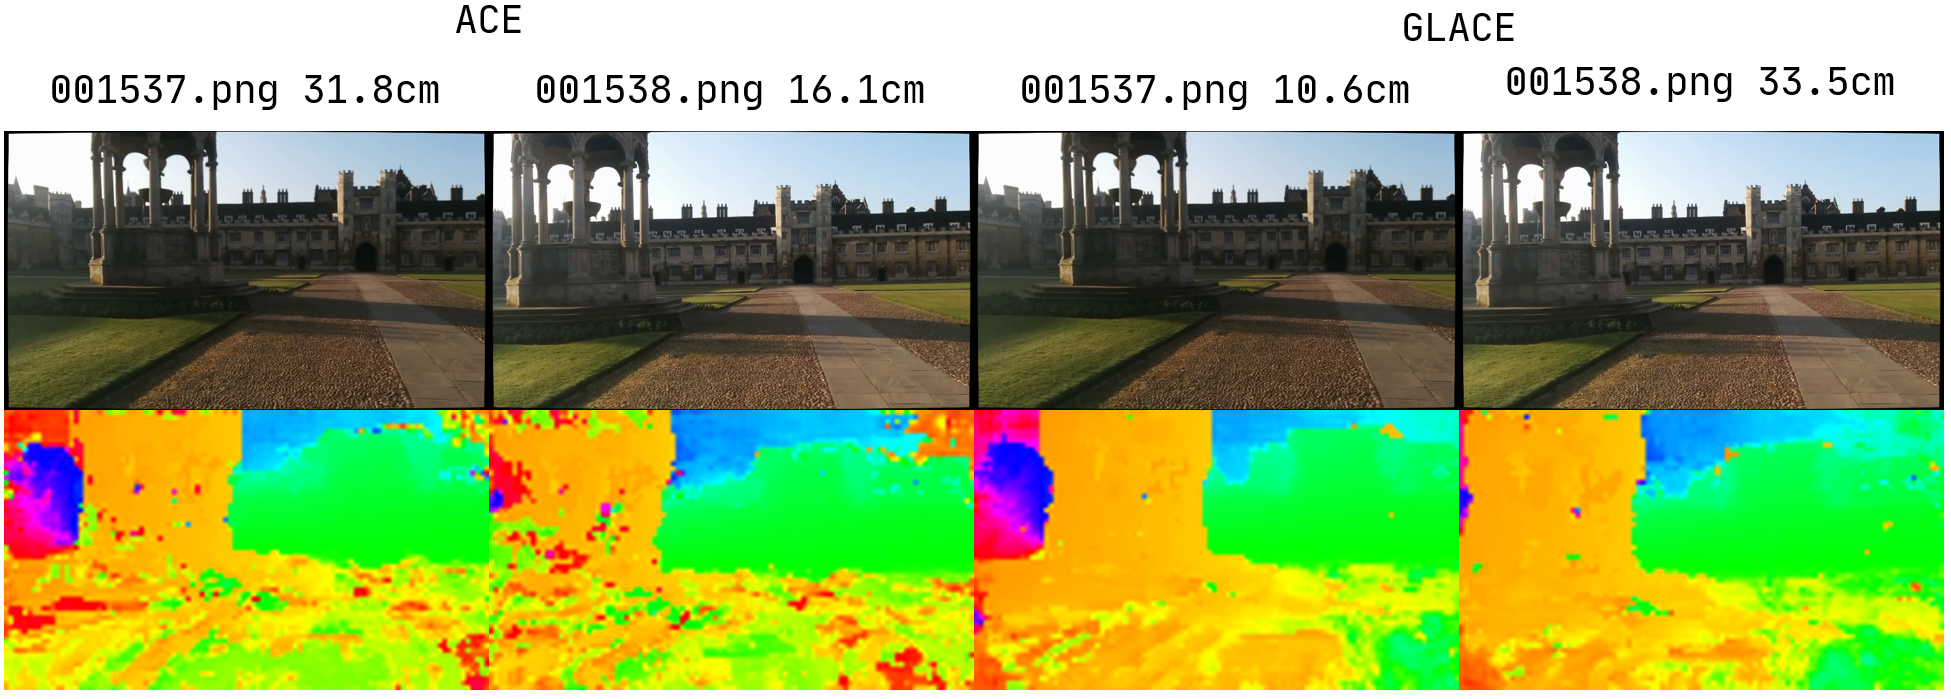 ACE
GLACE
001537.png 31.8cm
001538.png 16.1cm
001537.png 10.6cm
001538.png 33.5cm